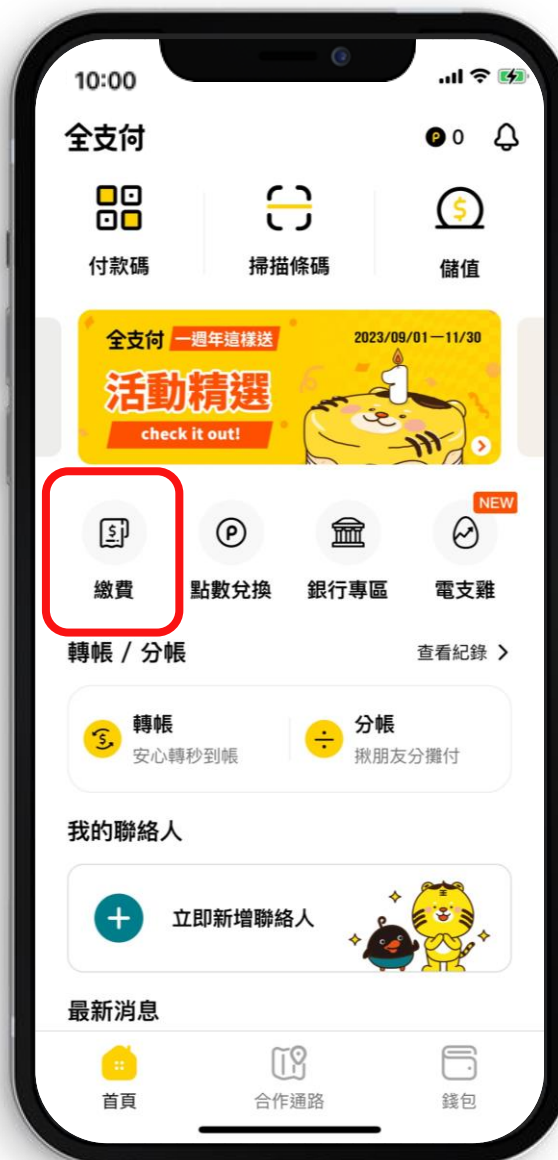 10:00
全支付
P 0
付款碼
掃描條碼
儲值
全支付 一週年這樣送 2023/09/01－11/30
活動精選
check it out!
1
NEW
繳費
點數兌換
銀行專區
電支雞
轉帳 / 分帳
查看紀錄
轉帳
安心轉秒到帳
分帳
揪朋友分攤付
我的聯絡人
立即新增聯絡人
最新消息
首頁
合作通路
錢包